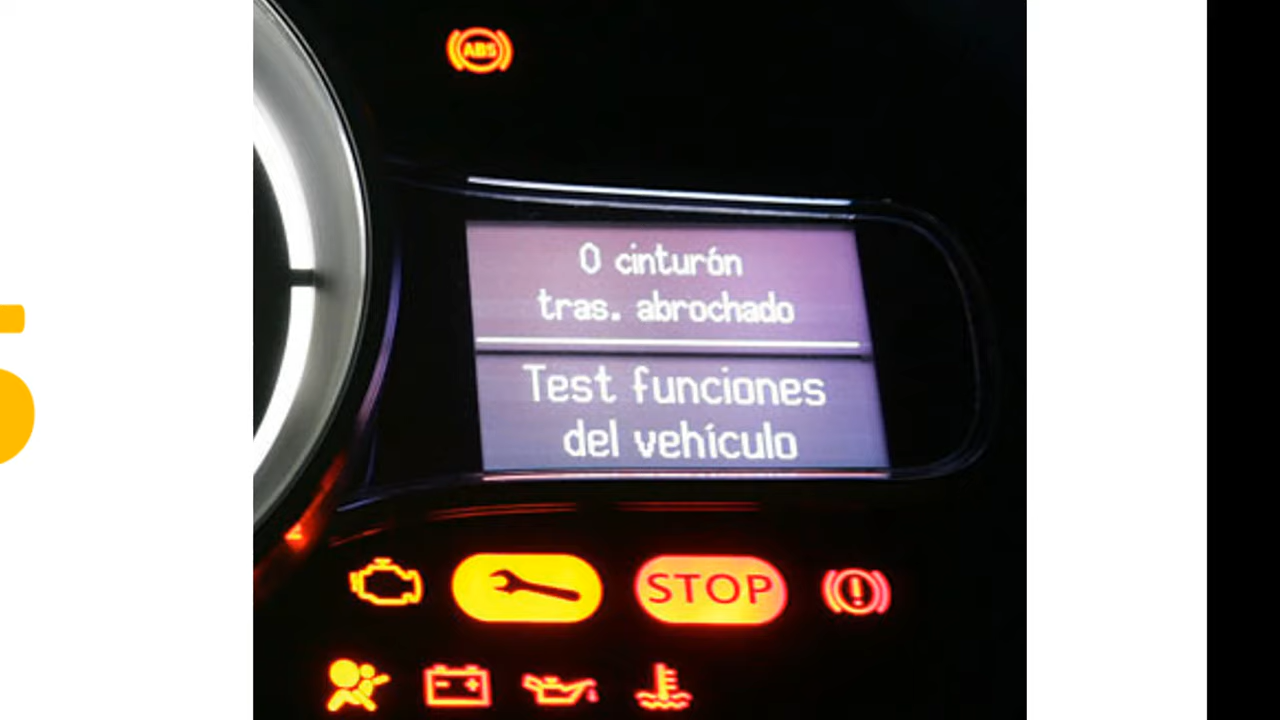 ABS
0 cinturón
tras. abrochado
Test funciones
del vehículo
STOP